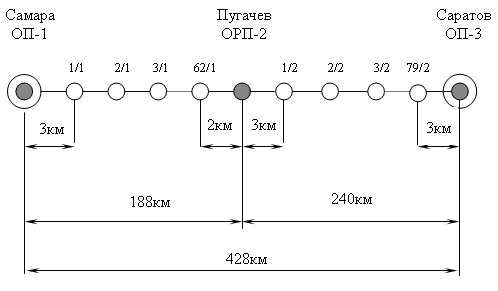 Самара Пугачев Саратов
ОП-1 ОРП-2 ОП-3
1/1 2/1 3/1 62/1 1/2 2/2 3/2 79/2
3км 2км 3км 3км
188км 240км
428км